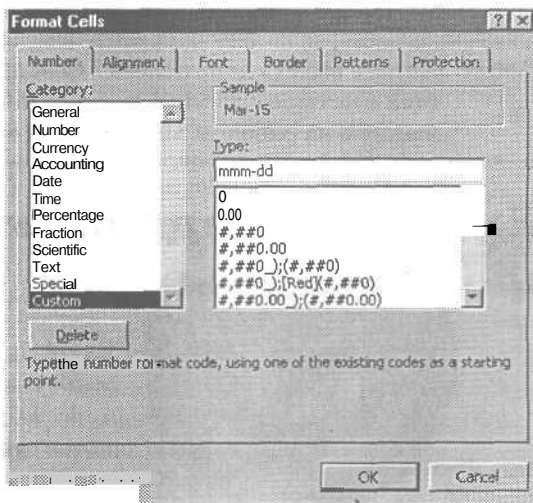 Format Cells
Number Alignment Font Border Patterns Protection
Category:
General
Number
Currency
Accounting
Date
Time
Percentage
Fraction
Scientific
Text
Special
Custom
Sample
Mar-15
Type:
mmm-dd
0
0.00
#,##0
#,##0.00
#,##0_);(#,##0)
#,##0_);[Red](#,##0)
#,##0.00_);(#,##0.00)
Delete
Type the number format code, using one of the existing codes as a starting
point.
OK Cancel